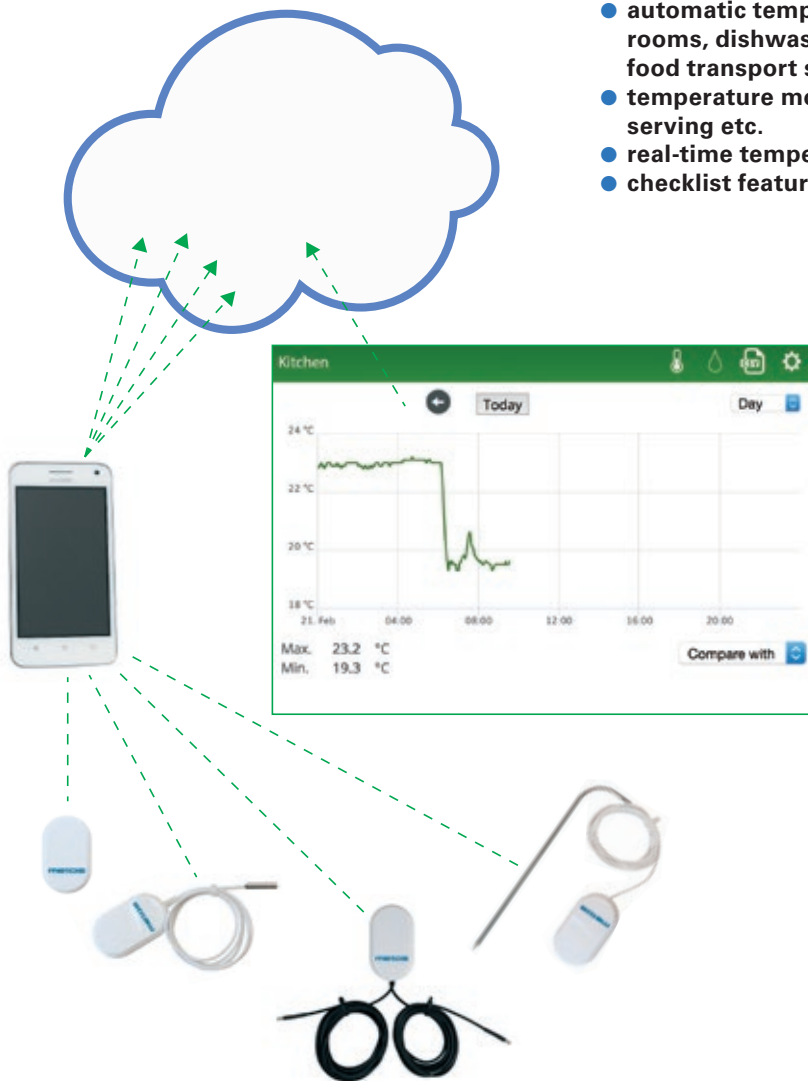 ● automatic temp
rooms, dishwas
food transport s
● temperature mo
serving etc.
● real-time tempe
● checklist featur
Kitchen
Today
Day
24 °C
22 °C
20 °C
18 °C
21. Feb 04:00 08:00 12:00 16:00 20:00
Max. 23.2 °C
Min. 19.3 °C
Compare with